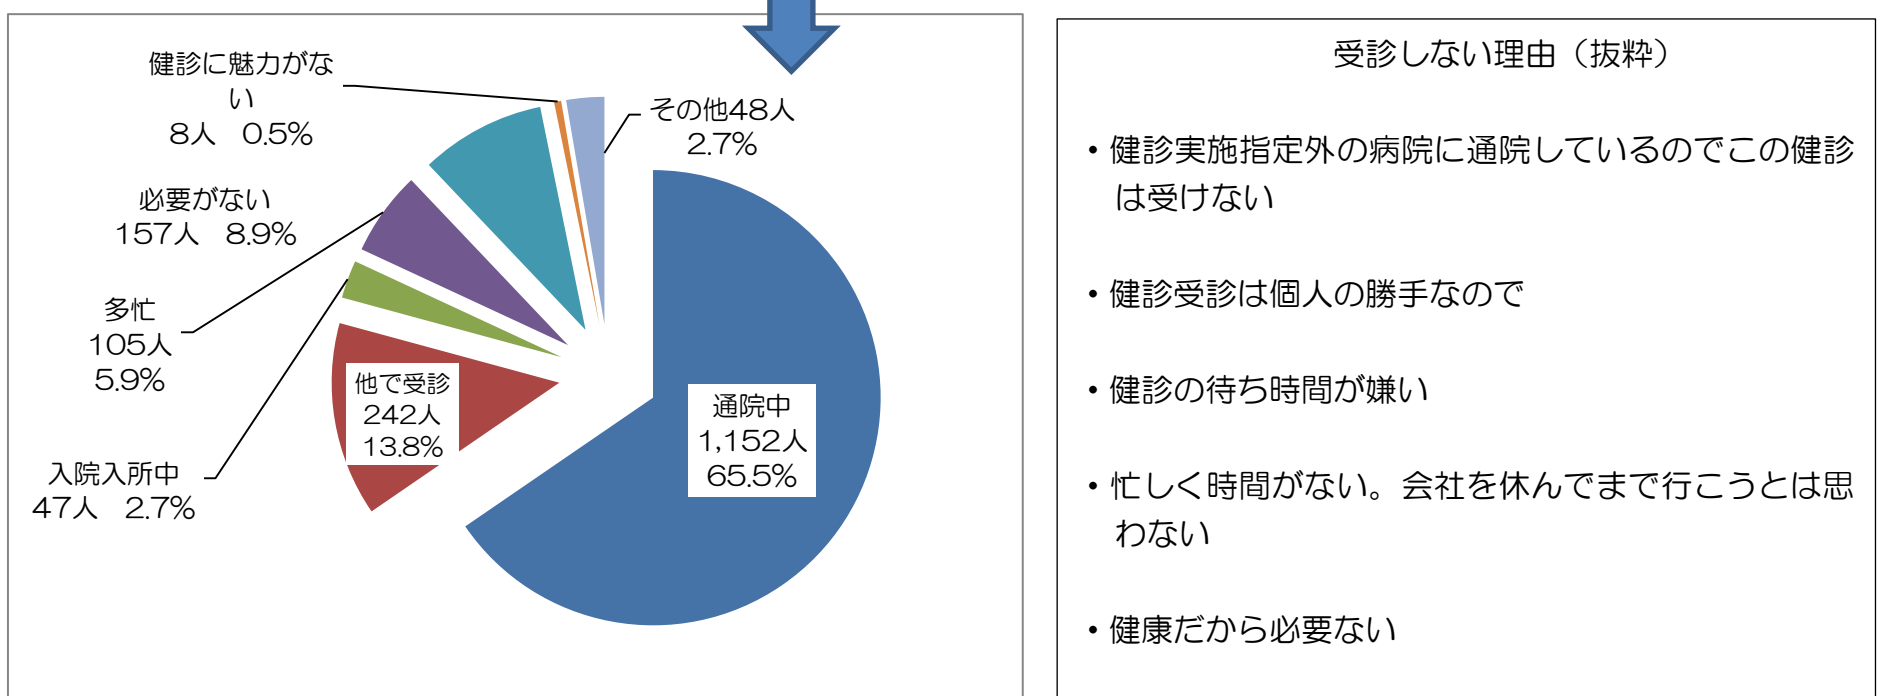 健診に魅力がな
い
8人 0.5%
その他48人
2.7%
必要がない
157人 8.9%
多忙
105人
5.9%
他で受診
242人
13.8%
通院中
1,152人
65.5%
入院入所中
47人 2.7%
受診しない理由（抜粋）
・健診実施指定外の病院に通院しているのでこの健診
は受けない
・健診受診は個人の勝手なので
・健診の待ち時間が嫌い
・忙しく時間がない。会社を休んでまで行こうとは思
わない
・健康だから必要ない